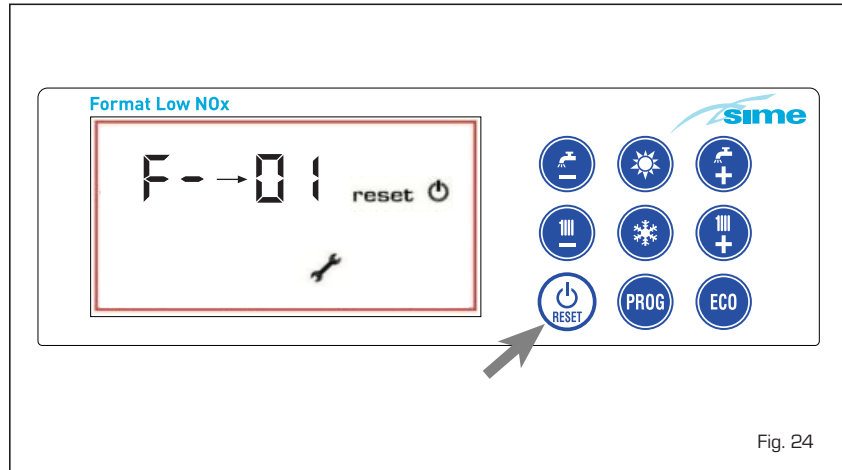 Format Low NOx
sime
F-→01 reset
RESET
PROG
ECO
Fig. 24